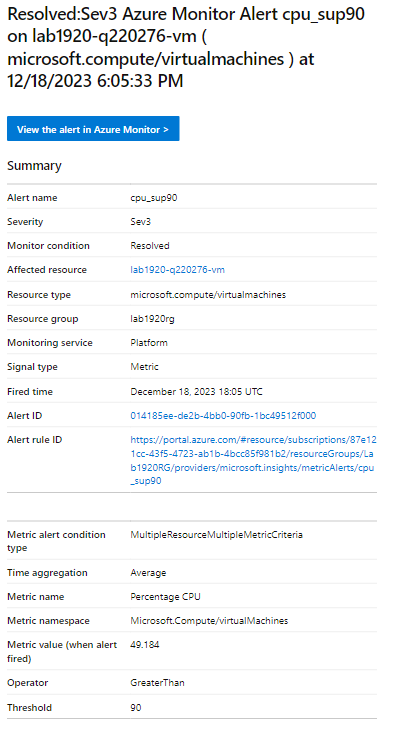 Resolved:Sev3 Azure Monitor Alert cpu_sup90
on lab1920-q220276-vm (
microsoft.compute/virtualmachines ) at
12/18/2023 6:05:33 PM
View the alert in Azure Monitor >
Summary
Alert name cpu_sup90
Severity Sev3
Monitor condition Resolved
Affected resource lab1920-q220276-vm
Resource type microsoft.compute/virtualmachines
Resource group lab1920rg
Monitoring service Platform
Signal type Metric
Fired time December 18, 2023 18:05 UTC
Alert ID 014185ee-de2b-4bb0-90fb-1bc49512f000
Alert rule ID https://portal.azure.com/#resource/subscriptions/87e12
1cc-43f5-4723-ab1b-4bcc85f981b2/resourceGroups/La
b1920RG/providers/microsoft.insights/metricAlerts/cpu
_sup90
Metric alert condition MultipleResourceMultipleMetricCriteria
type
Time aggregation Average
Metric name Percentage CPU
Metric namespace Microsoft.Compute/virtualMachines
Metric value (when alert 49.184
fired)
Operator GreaterThan
Threshold 90